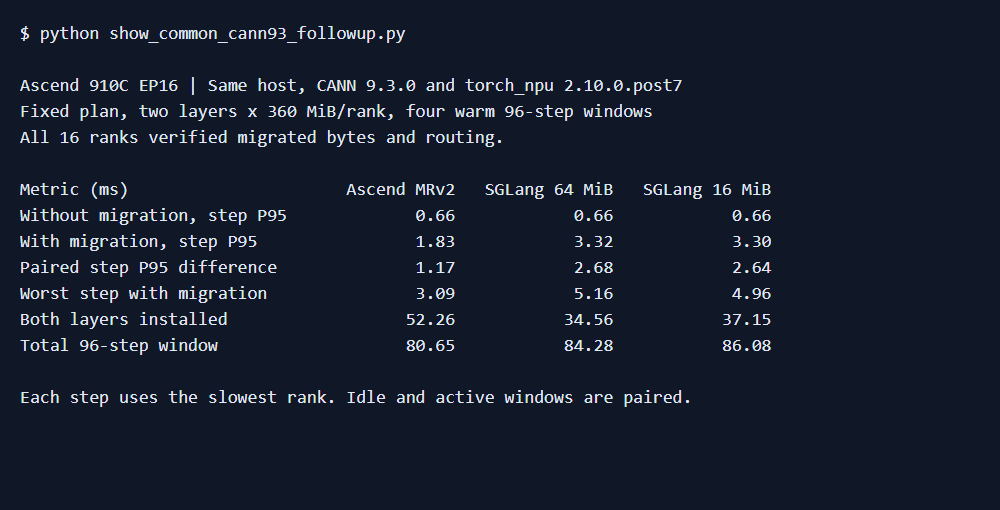 $ python show_common_cann93_followup.py
Ascend 910C EP16 | Same host, CANN 9.3.0 and torch_npu 2.10.0.post7
Fixed plan, two layers x 360 MiB/rank, four warm 96-step windows
All 16 ranks verified migrated bytes and routing.
Metric (ms) Ascend MRv2 SGLang 64 MiB SGLang 16 MiB
Without migration, step P95 0.66 0.66 0.66
With migration, step P95 1.83 3.32 3.30
Paired step P95 difference 1.17 2.68 2.64
Worst step with migration 3.09 5.16 4.96
Both layers installed 52.26 34.56 37.15
Total 96-step window 80.65 84.28 86.08
Each step uses the slowest rank. Idle and active windows are paired.